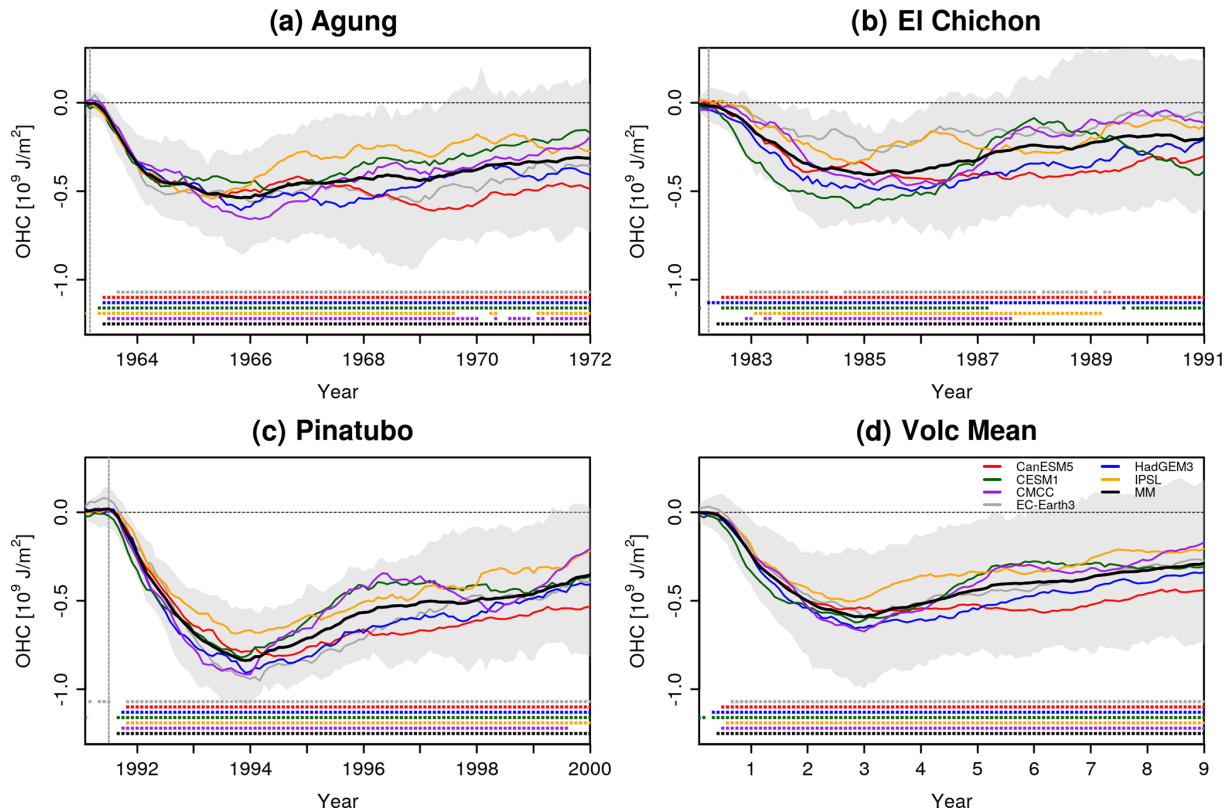 (a) Agung
OHC [10⁹ J/m²]
0.0
-0.5
-1.0
1964 1966 1968 1970 1972
Year
(b) El Chichon
OHC [10⁹ J/m²]
0.0
-0.5
-1.0
1983 1985 1987 1989 1991
Year
(c) Pinatubo
OHC [10⁹ J/m²]
0.0
-0.5
-1.0
1992 1994 1996 1998 2000
Year
(d) Volc Mean
OHC [10⁹ J/m²]
0.0
-0.5
-1.0
CanESM5 HadGEM3
CESM1 IPSL
CMCC MM
EC-Earth3
1 2 3 4 5 6 7 8 9
Year